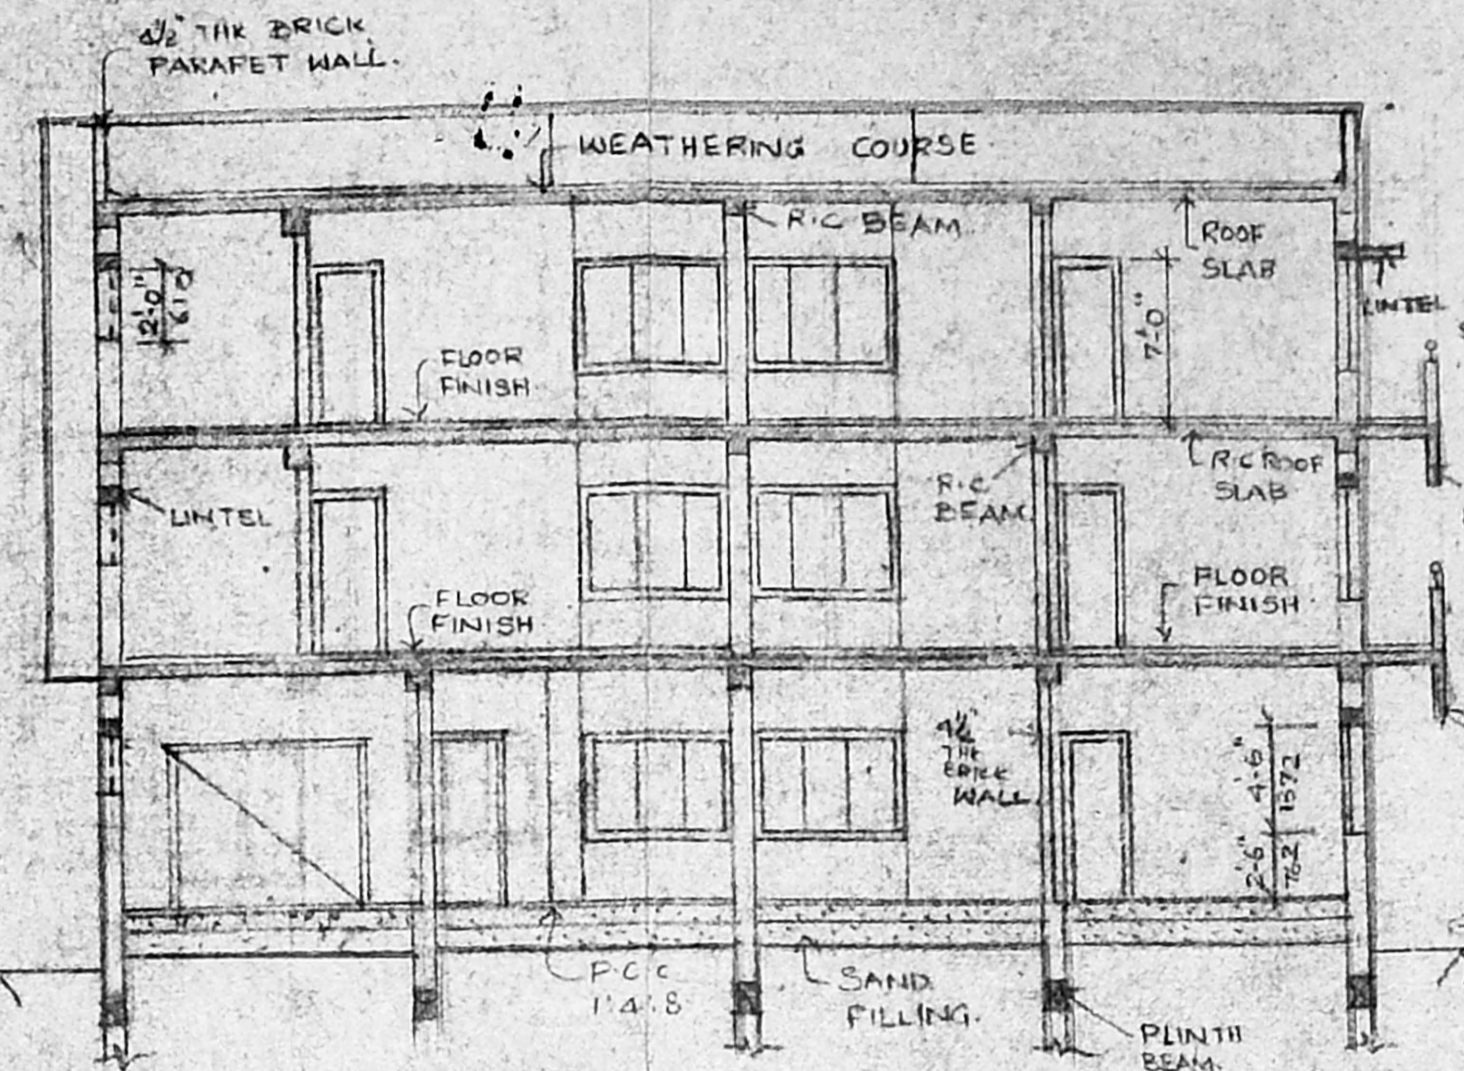 4½" THK BRICK
PARAPET WALL.
WEATHERING COURSE
R.C BEAM
ROOF
SLAB
LINTEL
2'-0"
610
7'-0"
FLOOR
FINISH
R.C ROOF
SLAB
R.C
BEAM
LINTEL
FLOOR
FINISH
FLOOR
FINISH
4½"
THK
BRICK
WALL.
4'-6"
1372
2'-6"
762
P.C.C
1:4:8
SAND
FILLING.
PLINTH
BEAM.